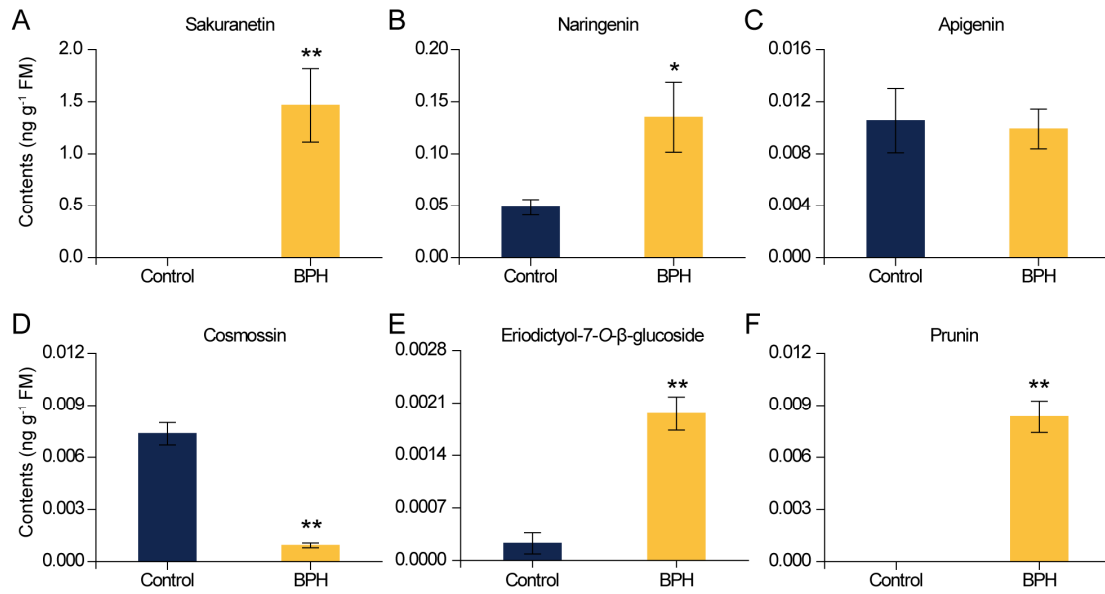 A
Sakuranetin
Contents (ng g⁻¹ FM)
2.0
1.5
1.0
0.5
0.0
**
Control
BPH
B
Naringenin
0.20
0.15
0.10
0.05
0.00
*
Control
BPH
C
Apigenin
0.016
0.012
0.008
0.004
0.000
Control
BPH
D
Cosmossin
Contents (ng g⁻¹ FM)
0.012
0.009
0.006
0.003
0.000
**
Control
BPH
E
Eriodictyol-7-O-β-glucoside
0.0028
0.0021
0.0014
0.0007
0.0000
**
Control
BPH
F
Prunin
0.012
0.009
0.006
0.003
0.000
**
Control
BPH